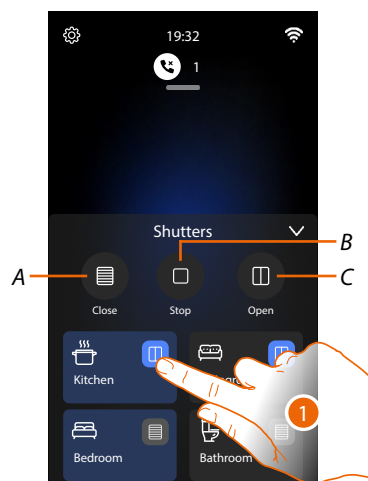 19:32
1
Shutters
B
A
C
Close
Stop
Open
Kitchen
1
Bedroom
Bathroom